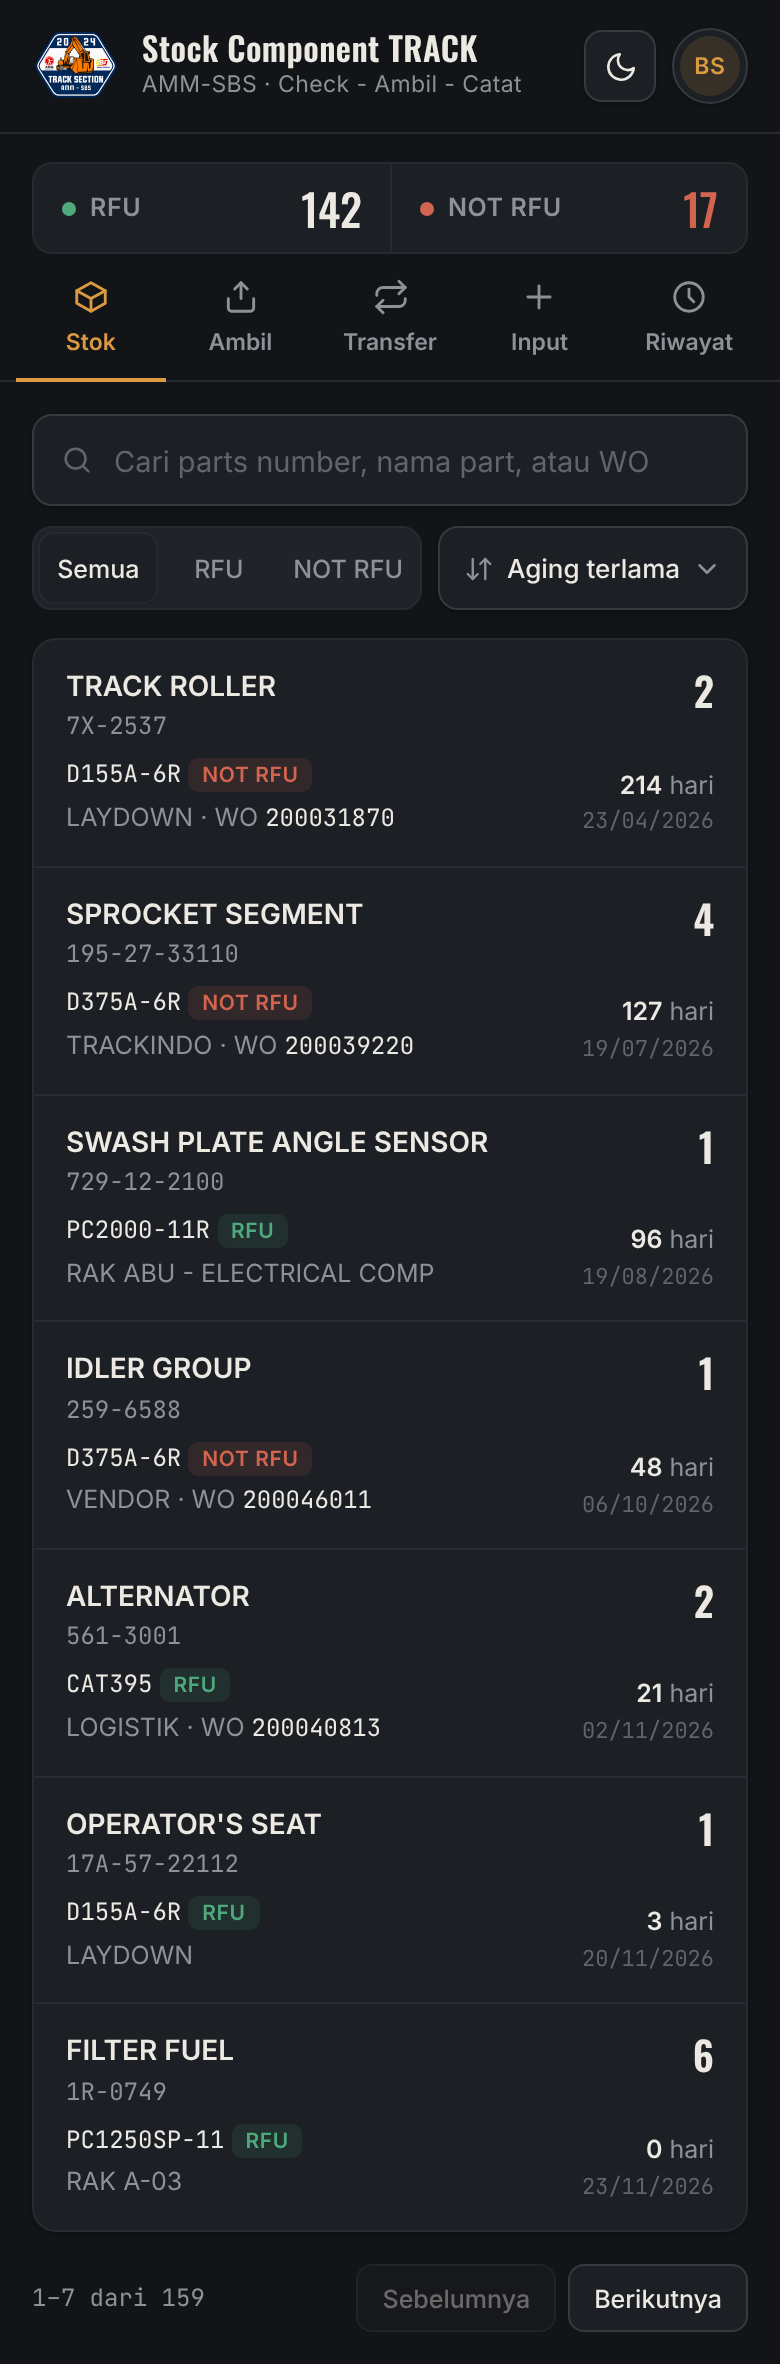 20 24
TRACK SECTION
AMM - SBS
Stock Component TRACK
AMM-SBS · Check - Ambil - Catat
BS
RFU 142
NOT RFU 17
Stok
Ambil
Transfer
Input
Riwayat
Cari parts number, nama part, atau WO
Semua
RFU
NOT RFU
Aging terlama
TRACK ROLLER 2
7X-2537
D155A-6R NOT RFU 214 hari
LAYDOWN · WO 200031870 23/04/2026
SPROCKET SEGMENT 4
195-27-33110
D375A-6R NOT RFU 127 hari
TRACKINDO · WO 200039220 19/07/2026
SWASH PLATE ANGLE SENSOR 1
729-12-2100
PC2000-11R RFU 96 hari
RAK ABU - ELECTRICAL COMP 19/08/2026
IDLER GROUP 1
259-6588
D375A-6R NOT RFU 48 hari
VENDOR · WO 200046011 06/10/2026
ALTERNATOR 2
561-3001
CAT395 RFU 21 hari
LOGISTIK · WO 200040813 02/11/2026
OPERATOR'S SEAT 1
17A-57-22112
D155A-6R RFU 3 hari
LAYDOWN 20/11/2026
FILTER FUEL 6
1R-0749
PC1250SP-11 RFU 0 hari
RAK A-03 23/11/2026
1–7 dari 159
Sebelumnya
Berikutnya